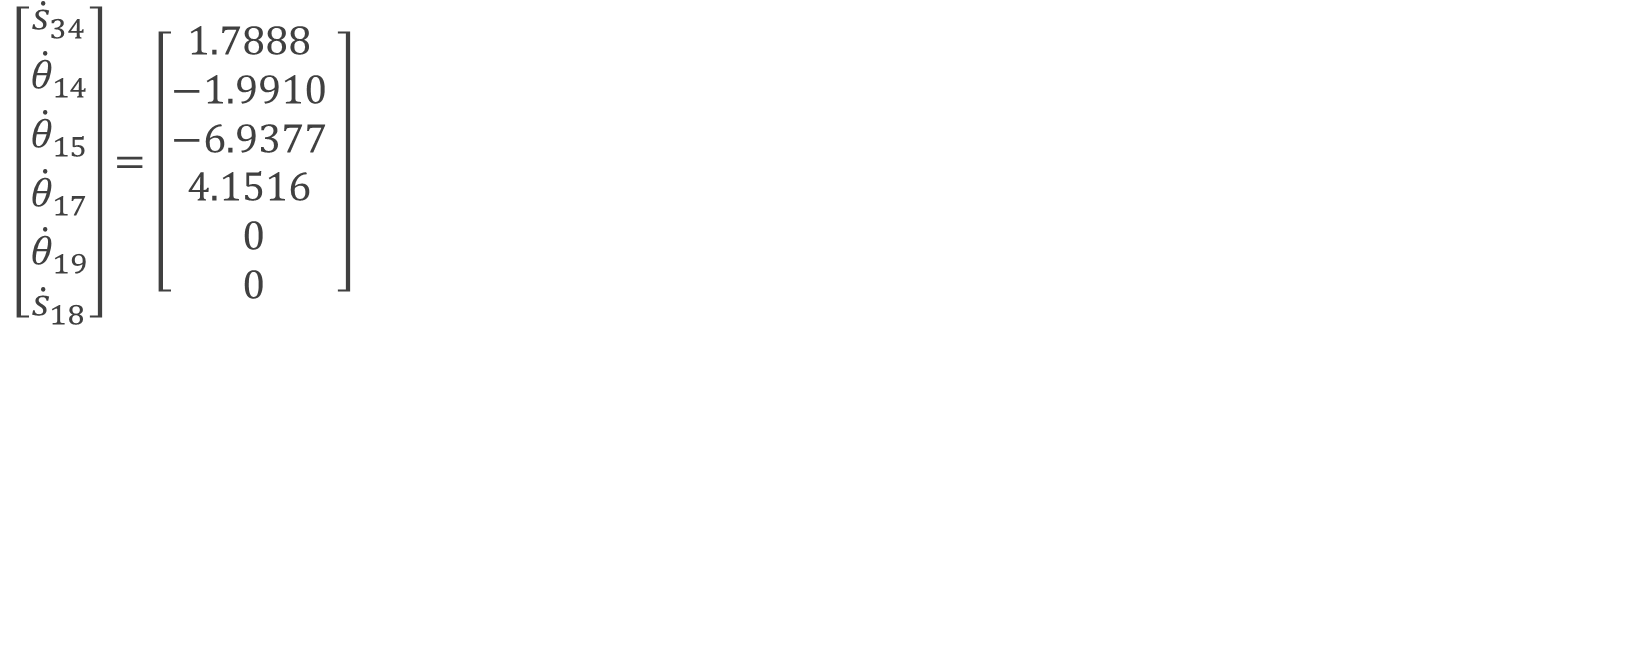 ṡ₃₄ 1.7888
θ̇₁₄ −1.9910
θ̇₁₅ −6.9377
θ̇₁₇ = 4.1516
θ̇₁₉ 0
ṡ₁₈ 0